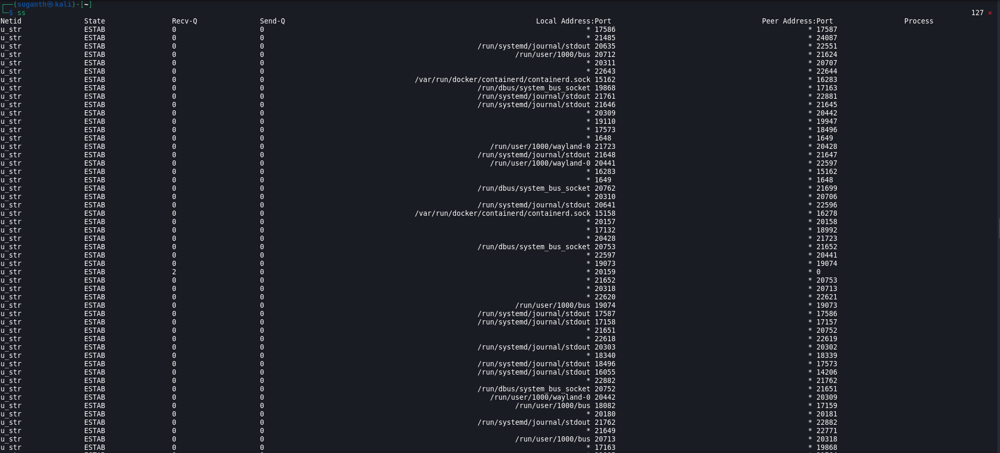 ┌──(suganth㉿kali)-[~]
└─$ ss 127 ⨯
Netid State Recv-Q Send-Q Local Address:Port Peer Address:Port Process
u_str ESTAB 0 0 * 17586 * 17587
u_str ESTAB 0 0 * 21485 * 24087
u_str ESTAB 0 0 /run/systemd/journal/stdout 20635 * 22551
u_str ESTAB 0 0 /run/user/1000/bus 20712 * 21624
u_str ESTAB 0 0 * 20311 * 20707
u_str ESTAB 0 0 * 22643 * 22644
u_str ESTAB 0 0 /var/run/docker/containerd/containerd.sock 15162 * 16283
u_str ESTAB 0 0 /run/dbus/system_bus_socket 19868 * 17163
u_str ESTAB 0 0 /run/systemd/journal/stdout 21761 * 22881
u_str ESTAB 0 0 /run/systemd/journal/stdout 21646 * 21645
u_str ESTAB 0 0 * 20309 * 20442
u_str ESTAB 0 0 * 19110 * 19947
u_str ESTAB 0 0 * 17573 * 18496
u_str ESTAB 0 0 * 1648 * 1649
u_str ESTAB 0 0 /run/user/1000/wayland-0 21723 * 20428
u_str ESTAB 0 0 /run/systemd/journal/stdout 21648 * 21647
u_str ESTAB 0 0 /run/user/1000/wayland-0 20441 * 22597
u_str ESTAB 0 0 * 16283 * 15162
u_str ESTAB 0 0 * 1649 * 1648
u_str ESTAB 0 0 /run/dbus/system_bus_socket 20762 * 21699
u_str ESTAB 0 0 * 20310 * 20706
u_str ESTAB 0 0 /run/systemd/journal/stdout 20641 * 22596
u_str ESTAB 0 0 /var/run/docker/containerd/containerd.sock 15158 * 16278
u_str ESTAB 0 0 * 20157 * 20158
u_str ESTAB 0 0 * 17132 * 18992
u_str ESTAB 0 0 * 20428 * 21723
u_str ESTAB 0 0 /run/dbus/system_bus_socket 20753 * 21652
u_str ESTAB 0 0 * 22597 * 20441
u_str ESTAB 0 0 * 19073 * 19074
u_str ESTAB 2 0 * 20159 * 0
u_str ESTAB 0 0 * 21652 * 20753
u_str ESTAB 0 0 * 20318 * 20713
u_str ESTAB 0 0 * 22620 * 22621
u_str ESTAB 0 0 /run/user/1000/bus 19074 * 19073
u_str ESTAB 0 0 /run/systemd/journal/stdout 17587 * 17586
u_str ESTAB 0 0 /run/systemd/journal/stdout 17158 * 17157
u_str ESTAB 0 0 * 21651 * 20752
u_str ESTAB 0 0 * 22618 * 22619
u_str ESTAB 0 0 /run/systemd/journal/stdout 20303 * 20302
u_str ESTAB 0 0 * 18340 * 18339
u_str ESTAB 0 0 /run/systemd/journal/stdout 18496 * 17573
u_str ESTAB 0 0 /run/systemd/journal/stdout 16055 * 14206
u_str ESTAB 0 0 * 22882 * 21762
u_str ESTAB 0 0 /run/dbus/system_bus_socket 20752 * 21651
u_str ESTAB 0 0 /run/user/1000/wayland-0 20442 * 20309
u_str ESTAB 0 0 /run/user/1000/bus 18082 * 17159
u_str ESTAB 0 0 * 20180 * 20181
u_str ESTAB 0 0 /run/systemd/journal/stdout 21762 * 22882
u_str ESTAB 0 0 * 21649 * 22771
u_str ESTAB 0 0 /run/user/1000/bus 20713 * 20318
u_str ESTAB 0 0 * 17163 * 19868